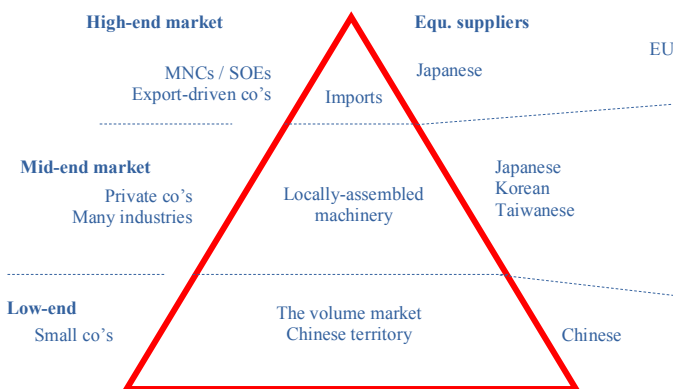 High-end market
Equ. suppliers
EU
MNCs / SOEs
Export-driven co’s
Imports
Japanese
Mid-end market
Private co’s
Many industries
Locally-assembled
machinery
Japanese
Korean
Taiwanese
Low-end
Small co’s
The volume market
Chinese territory
Chinese